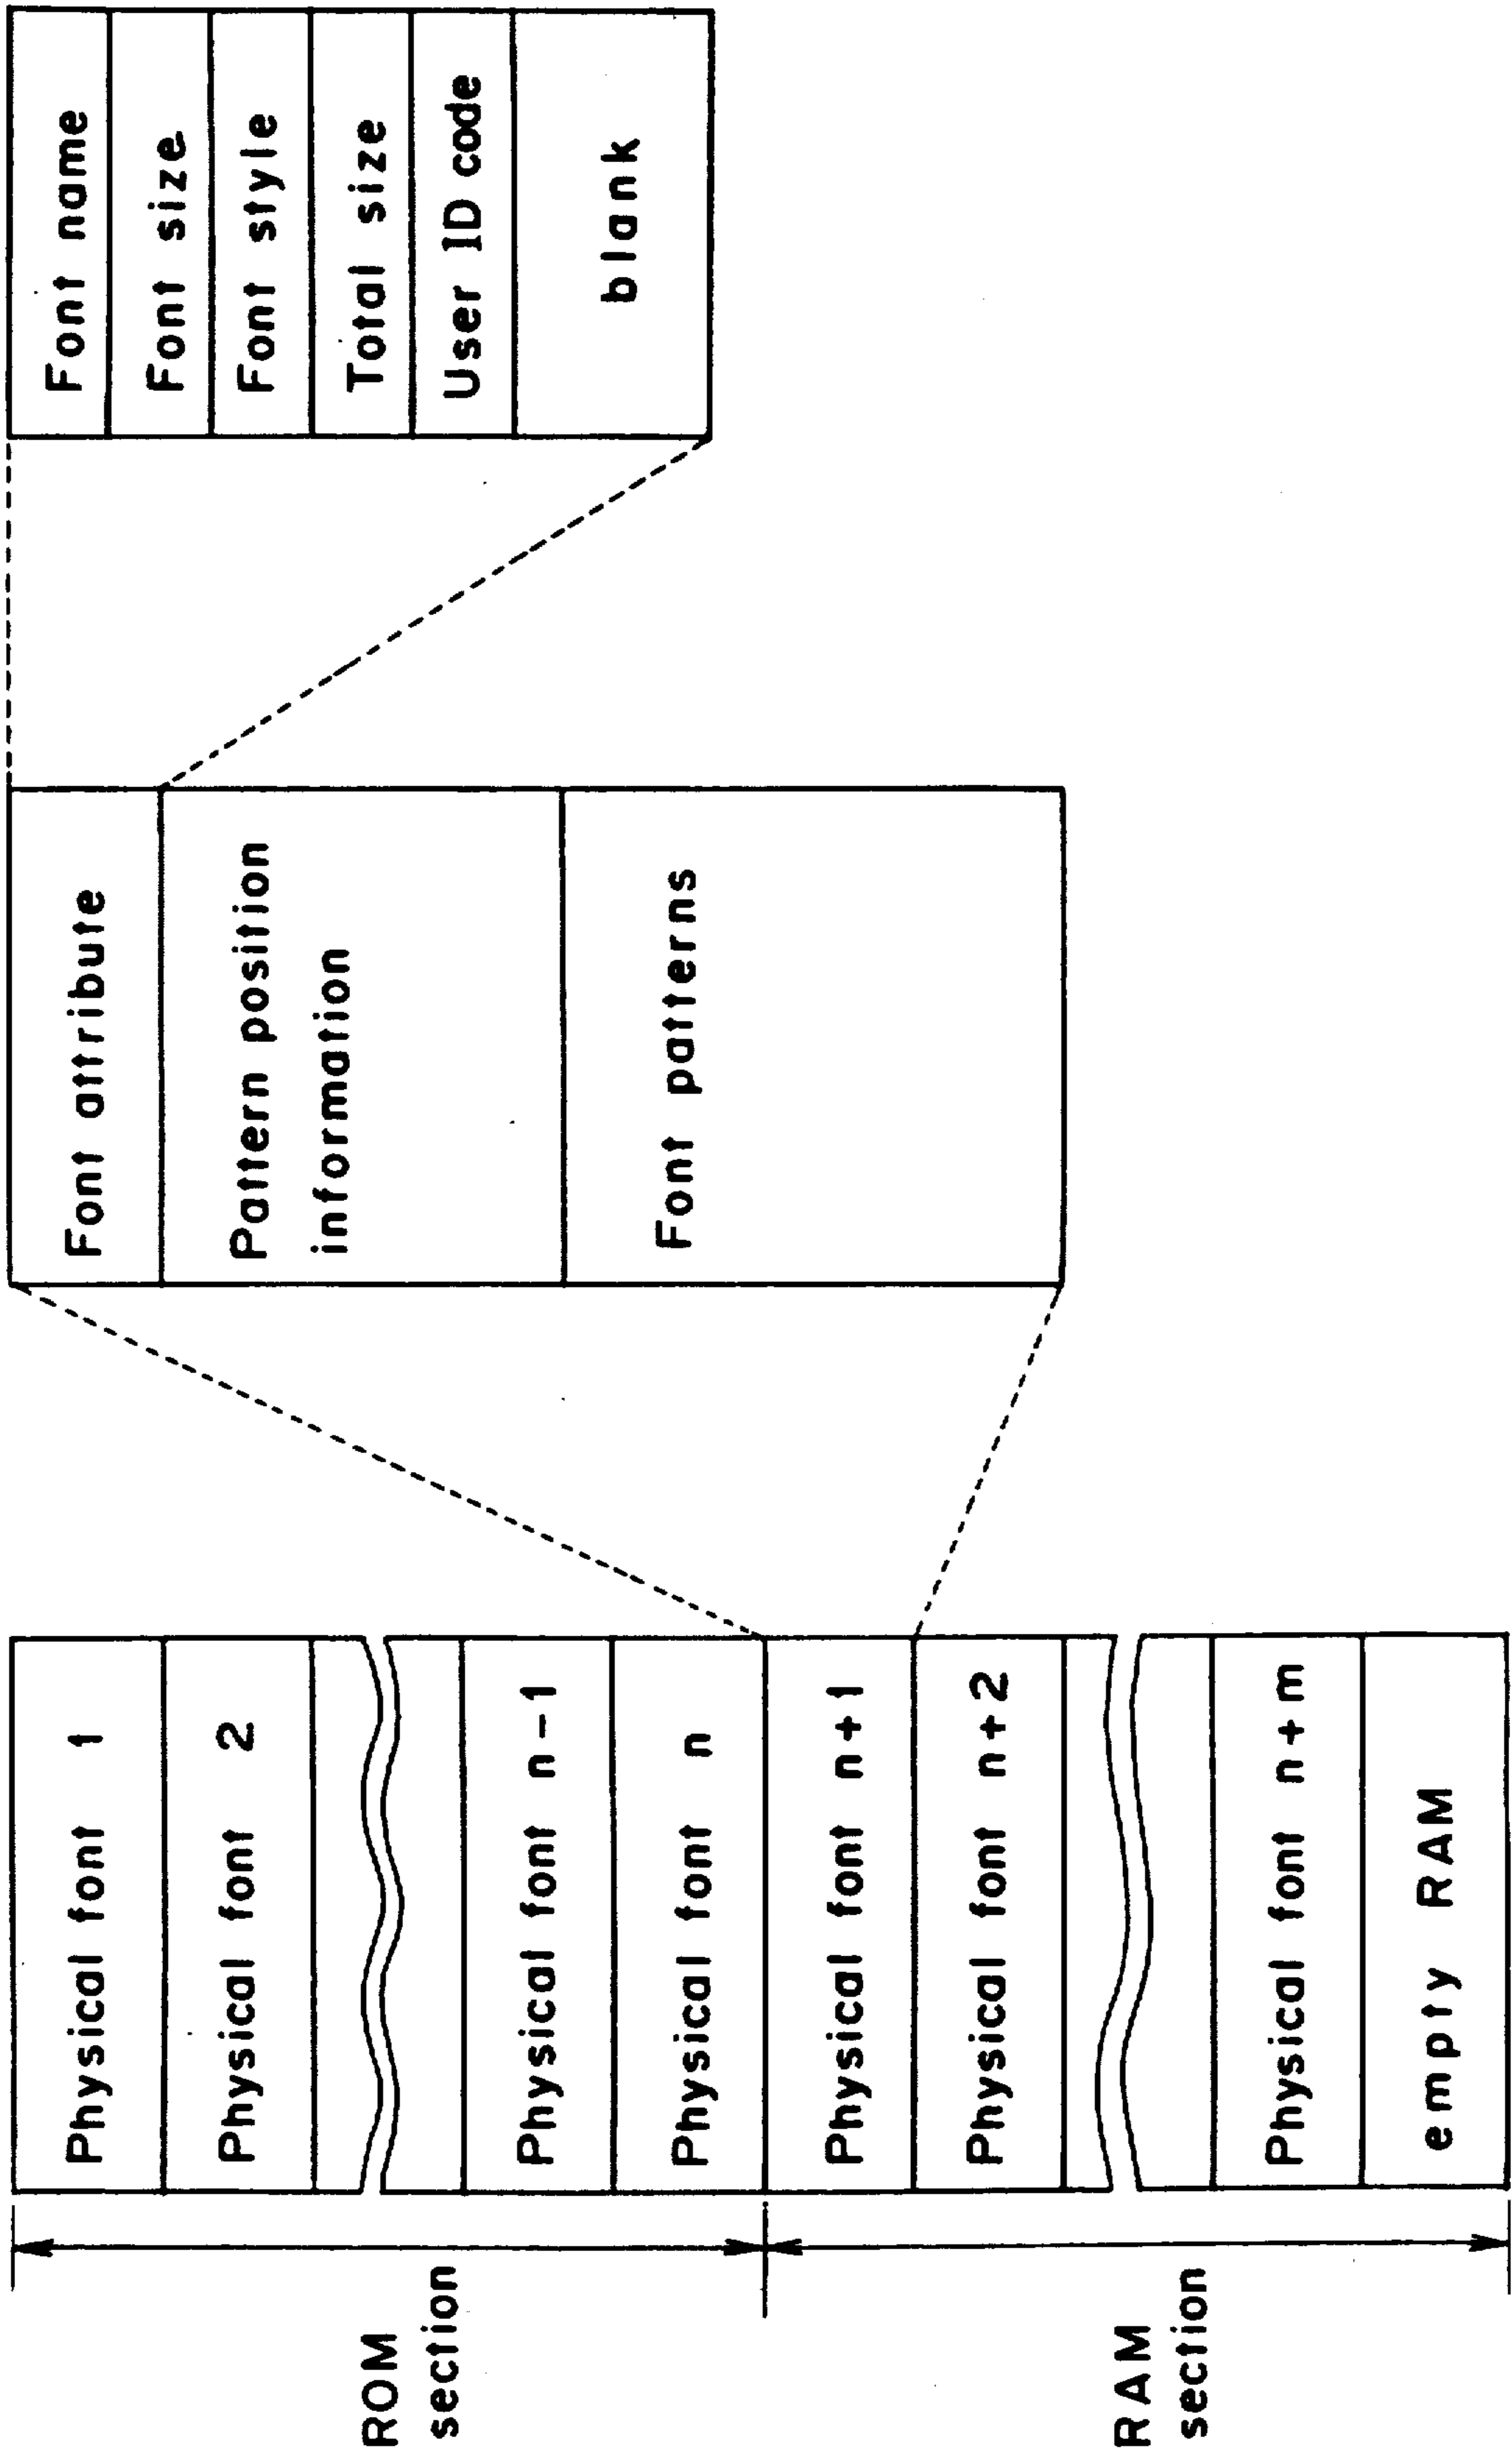 ROM
section
RAM
section
Physical font 1
Physical font 2
Physical font n-1
Physical font n
Physical font n+1
Physical font n+2
Physical font n+m
empty RAM
Font attribute
Pattern position
information
Font patterns
Font name
Font size
Font style
Total size
User ID code
blank